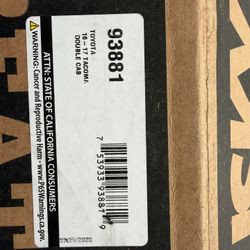 93881
TOYOTA
16 - 17 TACOMA
DOUBLE CAB
ATTN: STATE OF CALIFORNIA CONSUMERS
WARNING: Cancer and
Reproductive Harm -
www.P65Warnings.ca.gov.
7 53933 93881 9